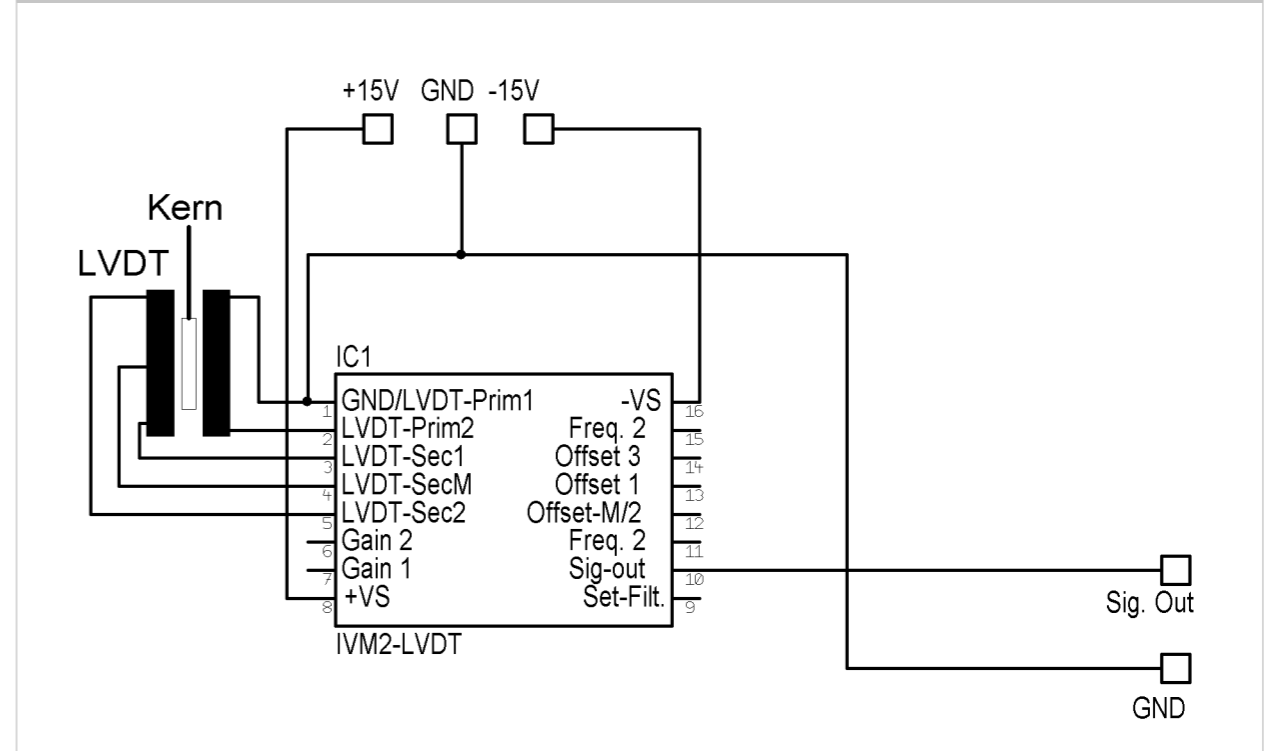 +15V GND -15V
Kern
LVDT
IC1
GND/LVDT-Prim1 -VS
1 16
LVDT-Prim2 Freq. 2
2 15
LVDT-Sec1 Offset 3
3 14
LVDT-SecM Offset 1
4 13
LVDT-Sec2 Offset-M/2
5 12
Gain 2 Freq. 2
6 11
Gain 1 Sig-out
7 10
+VS Set-Filt.
8 9
IVM2-LVDT
Sig. Out
GND